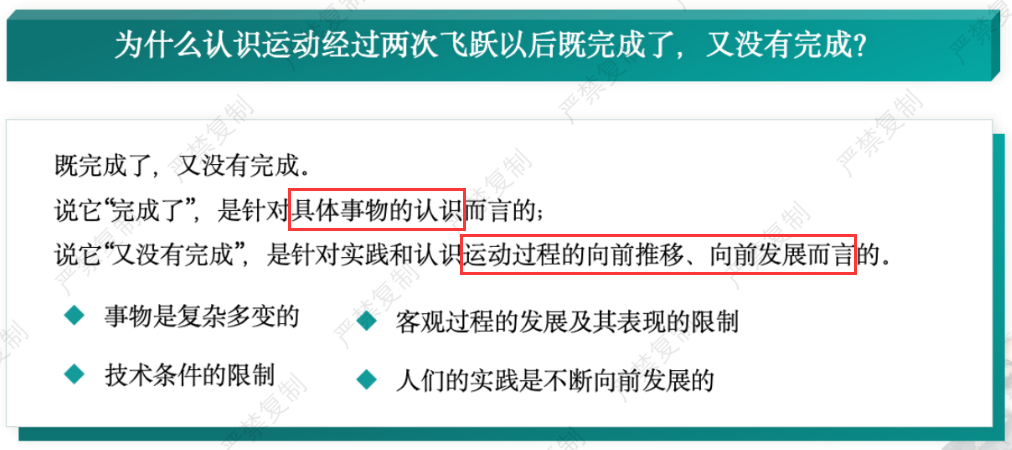 为什么认识运动经过两次飞跃以后既完成了，又没有完成？
既完成了，又没有完成。
说它“完成了”，是针对具体事物的认识而言的；
说它“又没有完成”，是针对实践和认识运动过程的向前推移、向前发展而言的。
事物是复杂多变的
客观过程的发展及其表现的限制
技术条件的限制
人们的实践是不断向前发展的
严禁复制